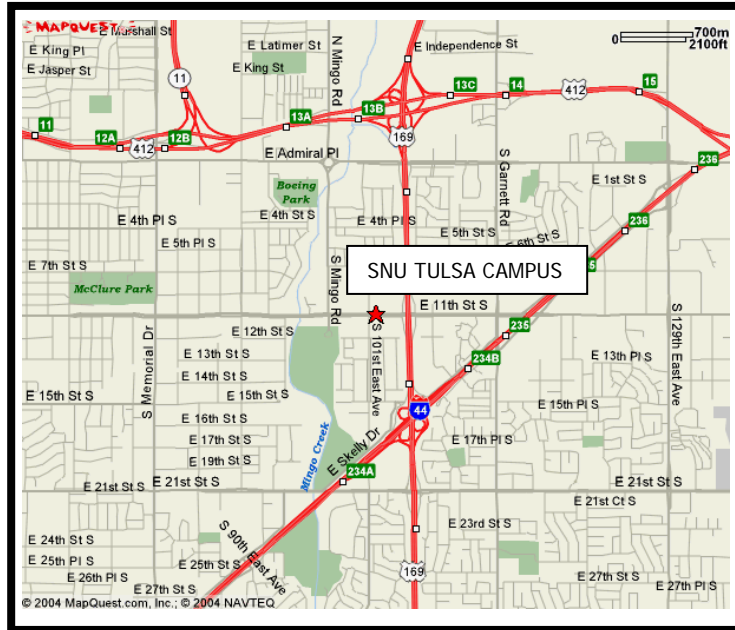 MAPQUEST
E Marshall St
E King Pl
E Jasper St
E Latimer St
E King St
N Mingo Rd
E Independence St
0
700m
2100ft
11
13C
14
412
15
13B
13A
11
12A
12B
412
169
E Admiral Pl
S Garnett Rd
236
E 1st St S
Boeing
Park
E 4th Pl S
E 4th St S
E 4th Pl S
E 5th St S
E 6th St S
236
E 5th Pl S
E 7th St S
McClure Park
S Mingo Rd
SNU TULSA CAMPUS
5
E 11th St S
S 129th East Ave
S Memorial Dr
E 12th St S
E 13th St S
E 14th St S
E 15th St S
E 15th St S
E 16th St S
E 17th St S
E 19th St S
S 101st East Ave
235
234B
E 13th Pl S
E 15th Pl S
44
Mingo Creek
E Skelly Dr
E 17th Pl S
234A
E 21st St S
E 21st St S
E 21st St S
E 21st Ct S
S 90th East Ave
E 23rd St S
E 24th St S
E 25th Pl S
E 25th St S
E 26th Pl S
E 27th St S
169
E 27th St S
E 27th Pl S
© 2004 MapQuest.com, Inc.; © 2004 NAVTEQ